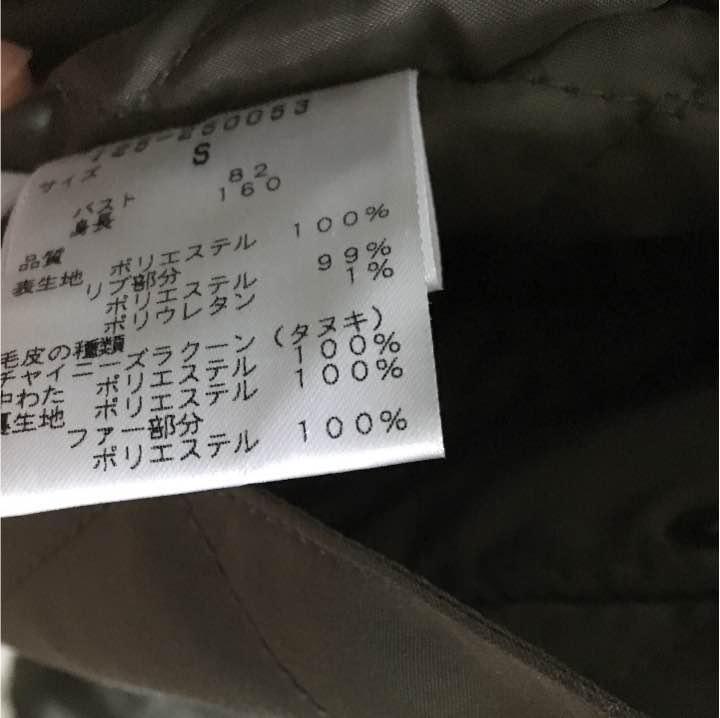 725-250053
サイズ S
バスト 82
身長 160
品質
表生地 ポリエステル 100%
リブ部分
ポリエステル 99%
ポリウレタン 1%
毛皮の種類
チャイニーズラクーン(タヌキ)
中わた ポリエステル 100%
裏生地 ポリエステル 100%
ファー部分
ポリエステル 100%